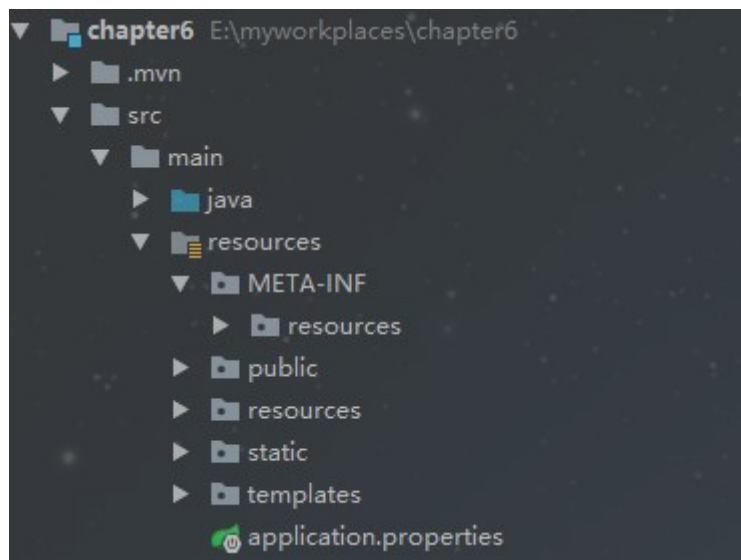 chapter6 E:\myworkplaces\chapter6
.mvn
src
main
java
resources
META-INF
resources
public
resources
static
templates
application.properties